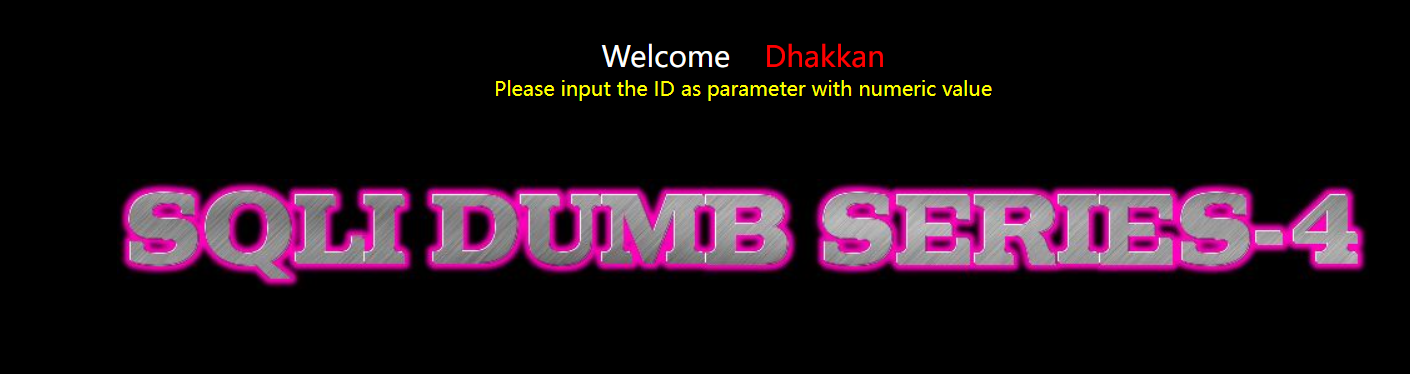 Welcome Dhakkan
Please input the ID as parameter with numeric value
SQLI DUMB SERIES-4